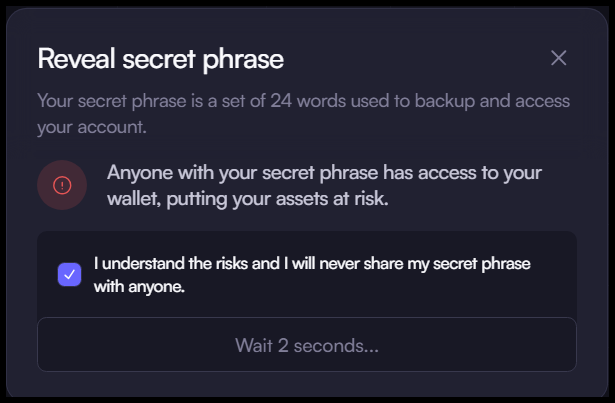 Reveal secret phrase
Your secret phrase is a set of 24 words used to backup and access
your account.
Anyone with your secret phrase has access to your
wallet, putting your assets at risk.
I understand the risks and I will never share my secret phrase
with anyone.
Wait 2 seconds...